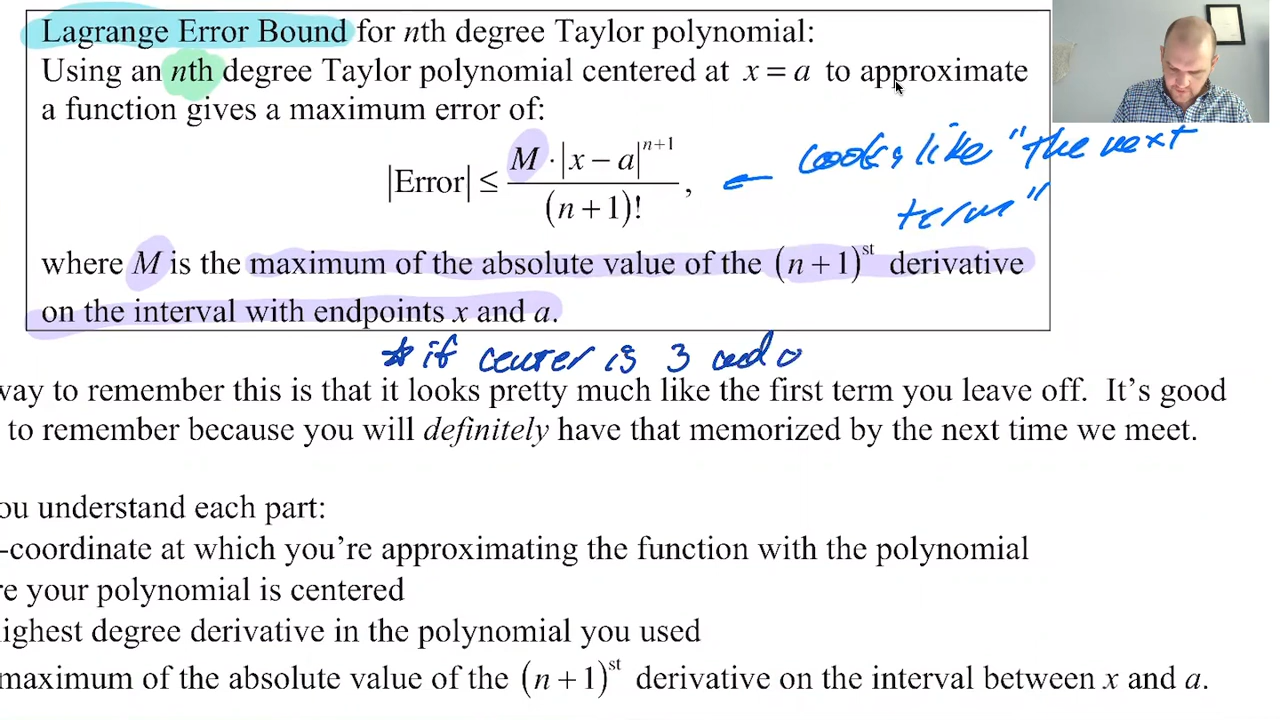 Lagrange Error Bound for nth degree Taylor polynomial:
Using an nth degree Taylor polynomial centered at x = a to approximate
a function gives a maximum error of:
|Error| ≤ M · |x − a|^{n+1} / (n + 1)! , ← looks like "the next
term"
where M is the maximum of the absolute value of the (n + 1)^{st} derivative
on the interval with endpoints x and a.
* if center is 3 and
way to remember this is that it looks pretty much like the first term you leave off. It's good
to remember because you will definitely have that memorized by the next time we meet.
ou understand each part:
-coordinate at which you're approximating the function with the polynomial
re your polynomial is centered
ighest degree derivative in the polynomial you used
maximum of the absolute value of the (n + 1)^{st} derivative on the interval between x and a.